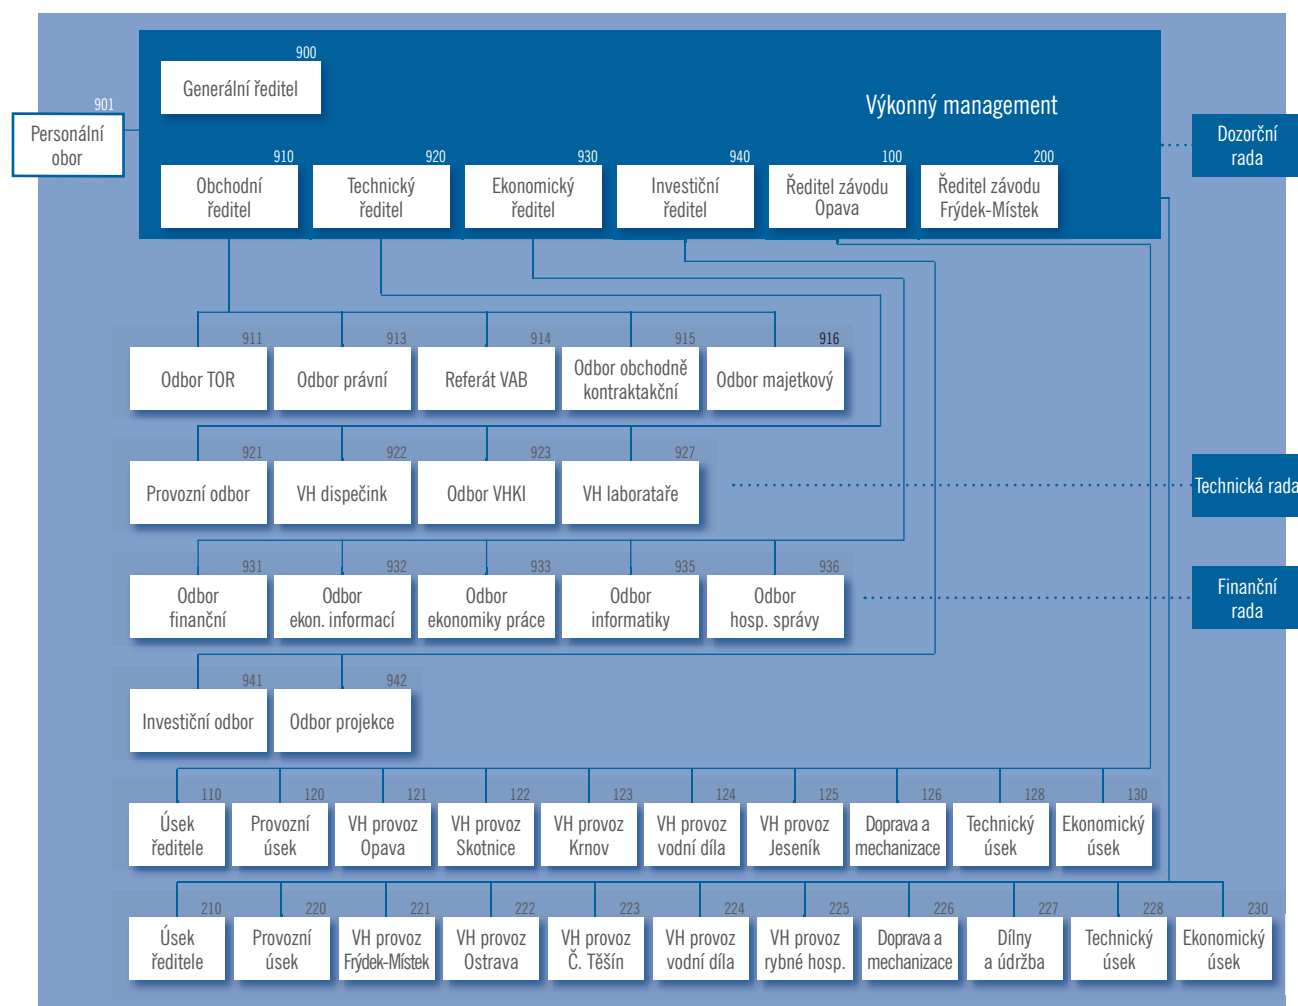 900
Generální ředitel
Výkonný management
901
Personální
obor
Dozorční
rada
910
920
930
940
100
200
Obchodní
ředitel
Technický
ředitel
Ekonomický
ředitel
Investiční
ředitel
Ředitel závodu
Opava
Ředitel závodu
Frýdek-Místek
911
913
914
915
916
Odbor TOR
Odbor právní
Referát VAB
Odbor obchodně
kontraktakční
Odbor majetkový
921
922
923
927
Provozní odbor
VH dispečink
Odbor VHKI
VH laborataře
Technická rada
931
932
933
935
936
Odbor
finanční
Odbor
ekon. informací
Odbor
ekonomiky práce
Odbor
informatiky
Odbor
hosp. správy
Finanční
rada
941
942
Investiční odbor
Odbor projekce
110
120
121
122
123
124
125
126
128
130
Úsek
ředitele
Provozní
úsek
VH provoz
Opava
VH provoz
Skotnice
VH provoz
Krnov
VH provoz
vodní díla
VH provoz
Jeseník
Doprava a
mechanizace
Technický
úsek
Ekonomický
úsek
210
220
221
222
223
224
225
226
227
228
230
Úsek
ředitele
Provozní
úsek
VH provoz
Frýdek-Místek
VH provoz
Ostrava
VH provoz
Č. Těšín
VH provoz
vodní díla
VH provoz
rybné hosp.
Doprava a
mechanizace
Dílny
a údržba
Technický
úsek
Ekonomický
úsek